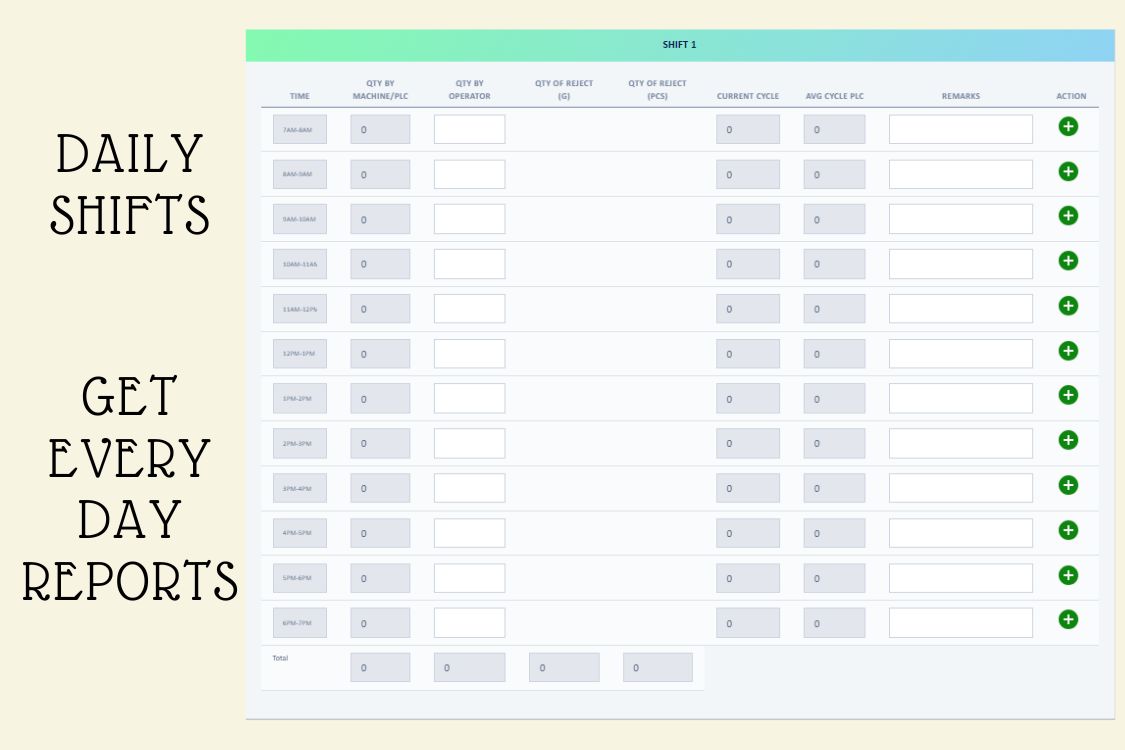 DAILY
SHIFTS
GET
EVERY
DAY
REPORTS
SHIFT 1
TIME QTY BY MACHINE/PLC QTY BY OPERATOR QTY OF REJECT (G) QTY OF REJECT (PCS) CURRENT CYCLE AVG CYCLE PLC REMARKS ACTION
7AM-8AM 0 0 0
8AM-9AM 0 0 0
9AM-10AM 0 0 0
10AM-11A 0 0 0
11AM-12P 0 0 0
12PM-1PM 0 0 0
1PM-2PM 0 0 0
2PM-3PM 0 0 0
3PM-4PM 0 0 0
4PM-5PM 0 0 0
5PM-6PM 0 0 0
6PM-7PM 0 0 0
Total 0 0 0 0